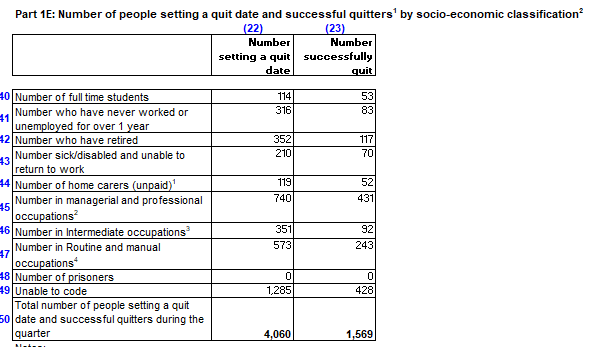 Part 1E: Number of people setting a quit date and successful quitters¹ by socio-economic classification²
(22) (23)
Number Number
setting a quit successfully
date quit
40 Number of full time students 114 53
41 Number who have never worked or 316 83
unemployed for over 1 year
42 Number who have retired 352 117
43 Number sick/disabled and unable to 210 70
return to work
44 Number of home carers (unpaid)¹ 119 52
45 Number in managerial and professional 740 431
occupations²
46 Number in Intermediate occupations³ 351 92
47 Number in Routine and manual 573 243
occupations⁴
48 Number of prisoners 0 0
49 Unable to code 1,285 428
Total number of people setting a quit
50 date and successful quitters during the
quarter 4,060 1,569